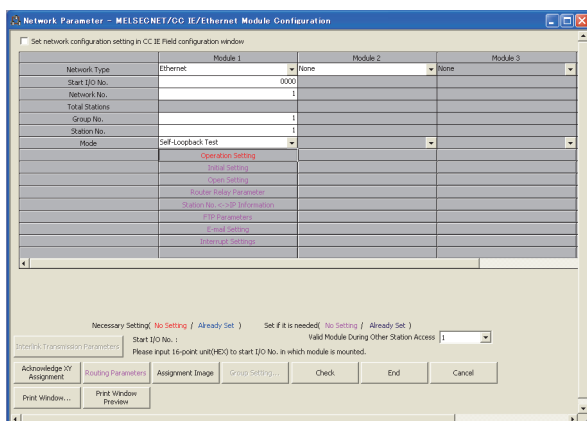 Network Parameter - MELSECNET/CC IE/Ethernet Module Configuration
Set network configuration setting in CC IE Field configuration window
Module 1 Module 2 Module 3
Network Type Ethernet None None
Start I/O No. 0000
Network No. 1
Total Stations
Group No. 1
Station No. 1
Mode Self-Loopback Test
Operation Setting
Initial Setting
Open Setting
Router Relay Parameter
Station No.<->IP Information
FTP Parameters
E-mail Setting
Interrupt Settings
Necessary Setting( No Setting / Already Set ) Set if it is needed( No Setting / Already Set )
Interlink Transmission Parameters
Start I/O No. :
Valid Module During Other Station Access 1
Please input 16-point unit(HEX) to start I/O No. in which module is mounted.
Acknowledge XY Assignment Routing Parameters Assignment Image Group Setting... Check End Cancel
Print Window... Print Window Preview